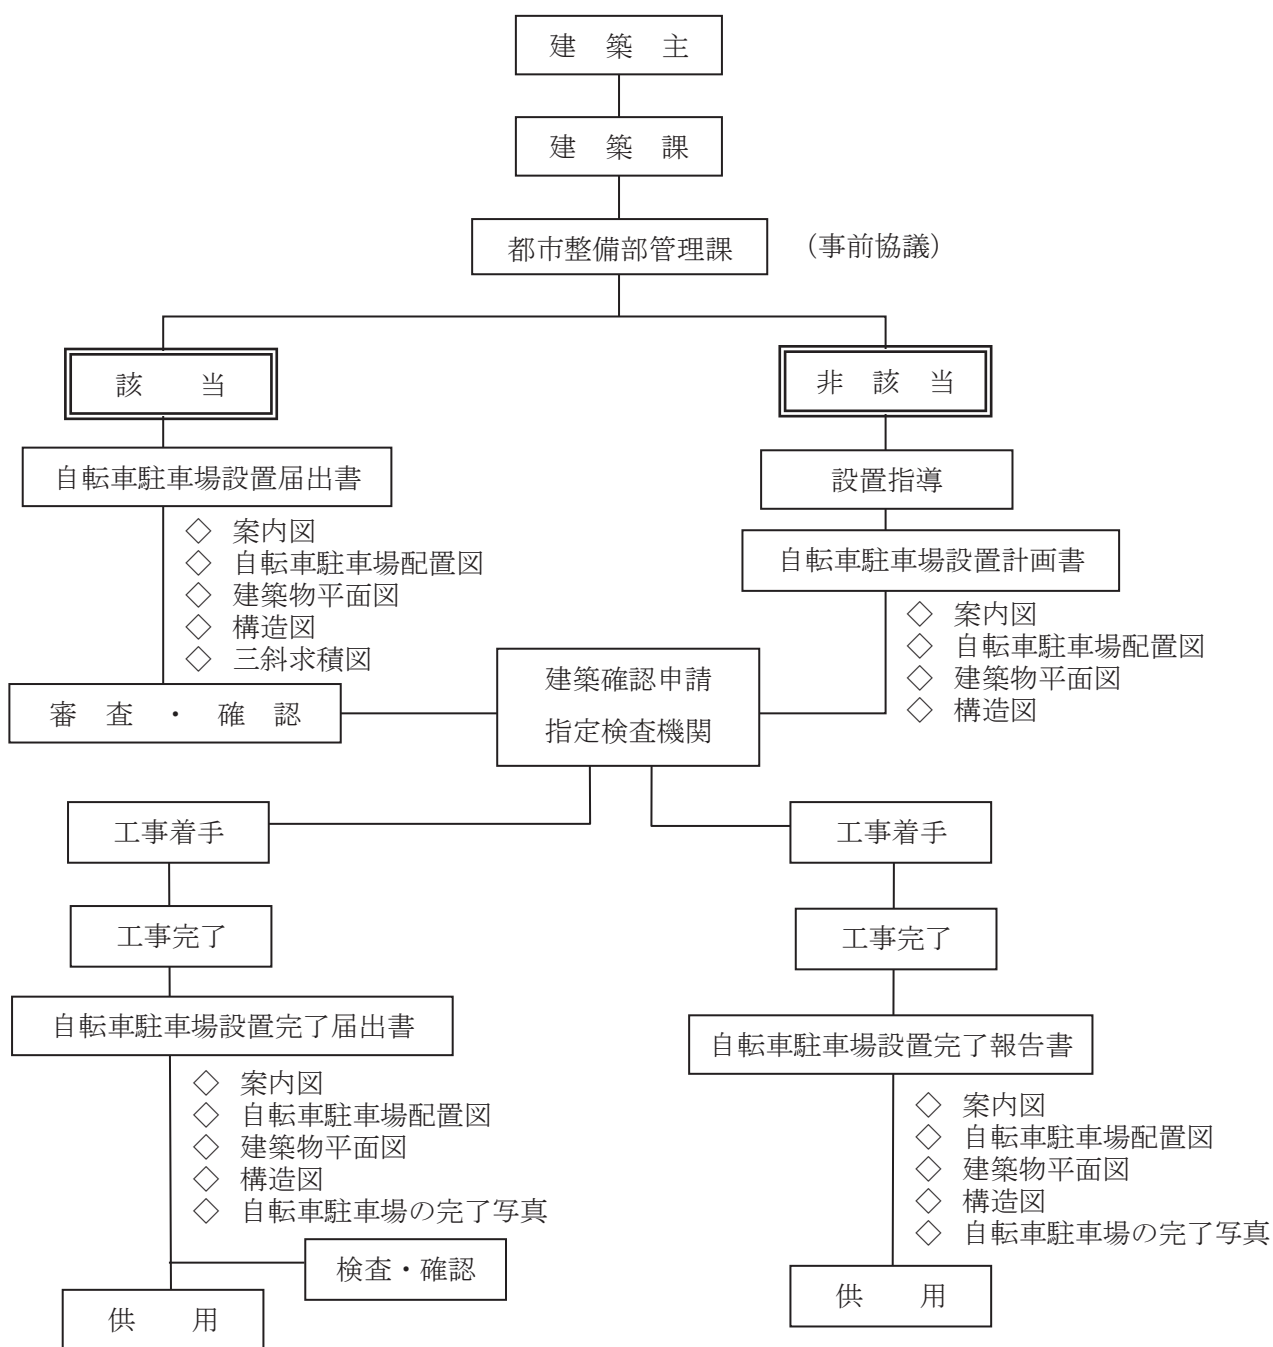 建　築　主
建　築　課
都市整備部管理課　（事前協議）
該　　当
自転車駐車場設置届出書
◇　案内図
◇　自転車駐車場配置図
◇　建築物平面図
◇　構造図
◇　三斜求積図
審　査　・　確　認
非　該　当
設置指導
自転車駐車場設置計画書
◇　案内図
◇　自転車駐車場配置図
◇　建築物平面図
◇　構造図
建築確認申請
指定検査機関
工事着手
工事完了
自転車駐車場設置完了届出書
◇　案内図
◇　自転車駐車場配置図
◇　建築物平面図
◇　構造図
◇　自転車駐車場の完了写真
検査・確認
供　　用
工事着手
工事完了
自転車駐車場設置完了報告書
◇　案内図
◇　自転車駐車場配置図
◇　建築物平面図
◇　構造図
◇　自転車駐車場の完了写真
供　　用